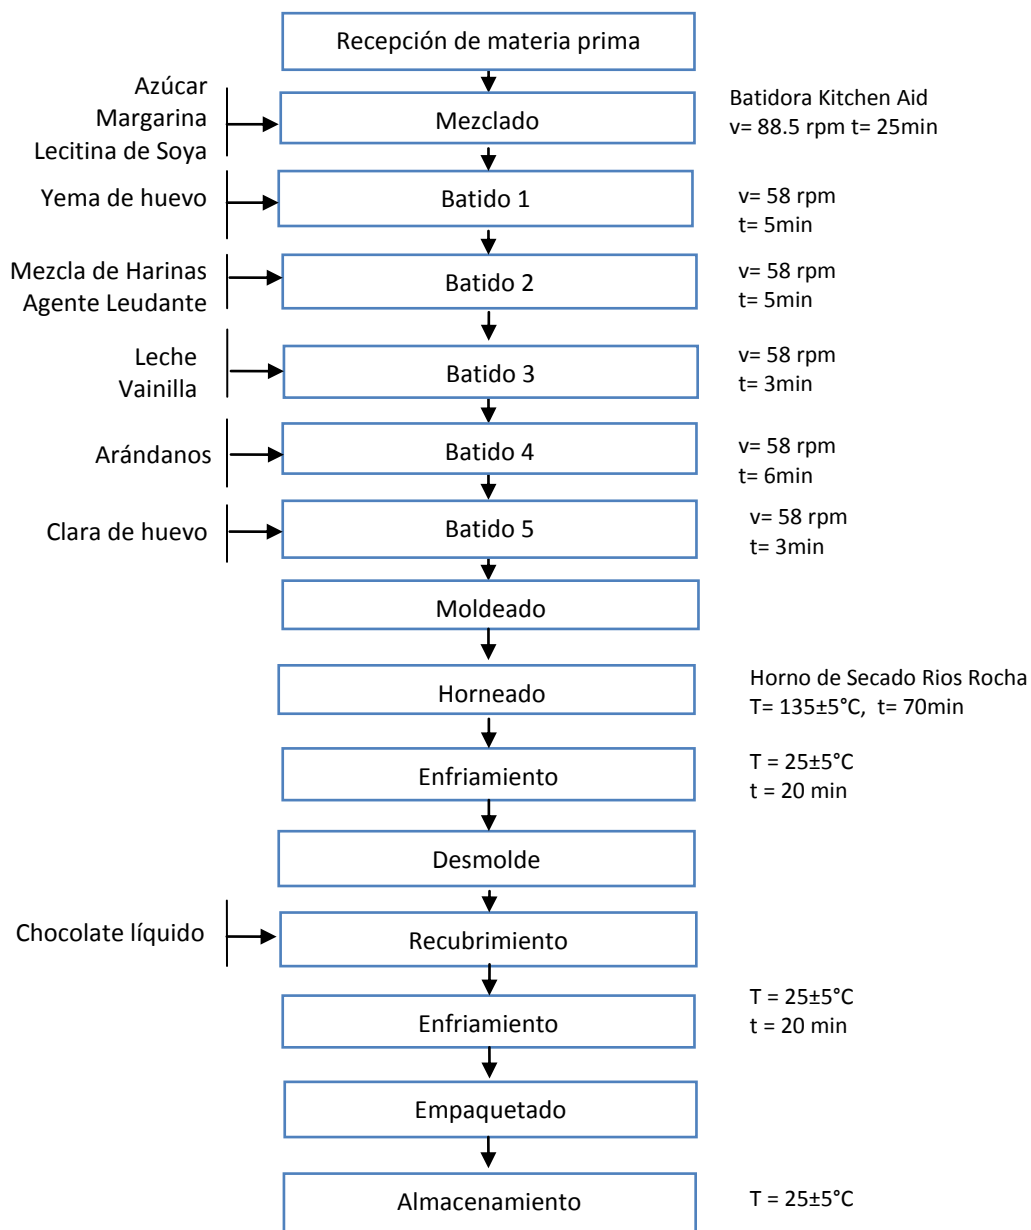 Recepción de materia prima
Azúcar
Margarina
Lecitina de Soya
Mezclado
Batidora Kitchen Aid
v= 88.5 rpm t= 25min
Yema de huevo
Batido 1
v= 58 rpm
t= 5min
Mezcla de Harinas
Agente Leudante
Batido 2
v= 58 rpm
t= 5min
Leche
Vainilla
Batido 3
v= 58 rpm
t= 3min
Arándanos
Batido 4
v= 58 rpm
t= 6min
Clara de huevo
Batido 5
v= 58 rpm
t= 3min
Moldeado
Horneado
Horno de Secado Rios Rocha
T= 135±5°C, t= 70min
Enfriamiento
T = 25±5°C
t = 20 min
Desmolde
Chocolate líquido
Recubrimiento
Enfriamiento
T = 25±5°C
t = 20 min
Empaquetado
Almacenamiento
T = 25±5°C